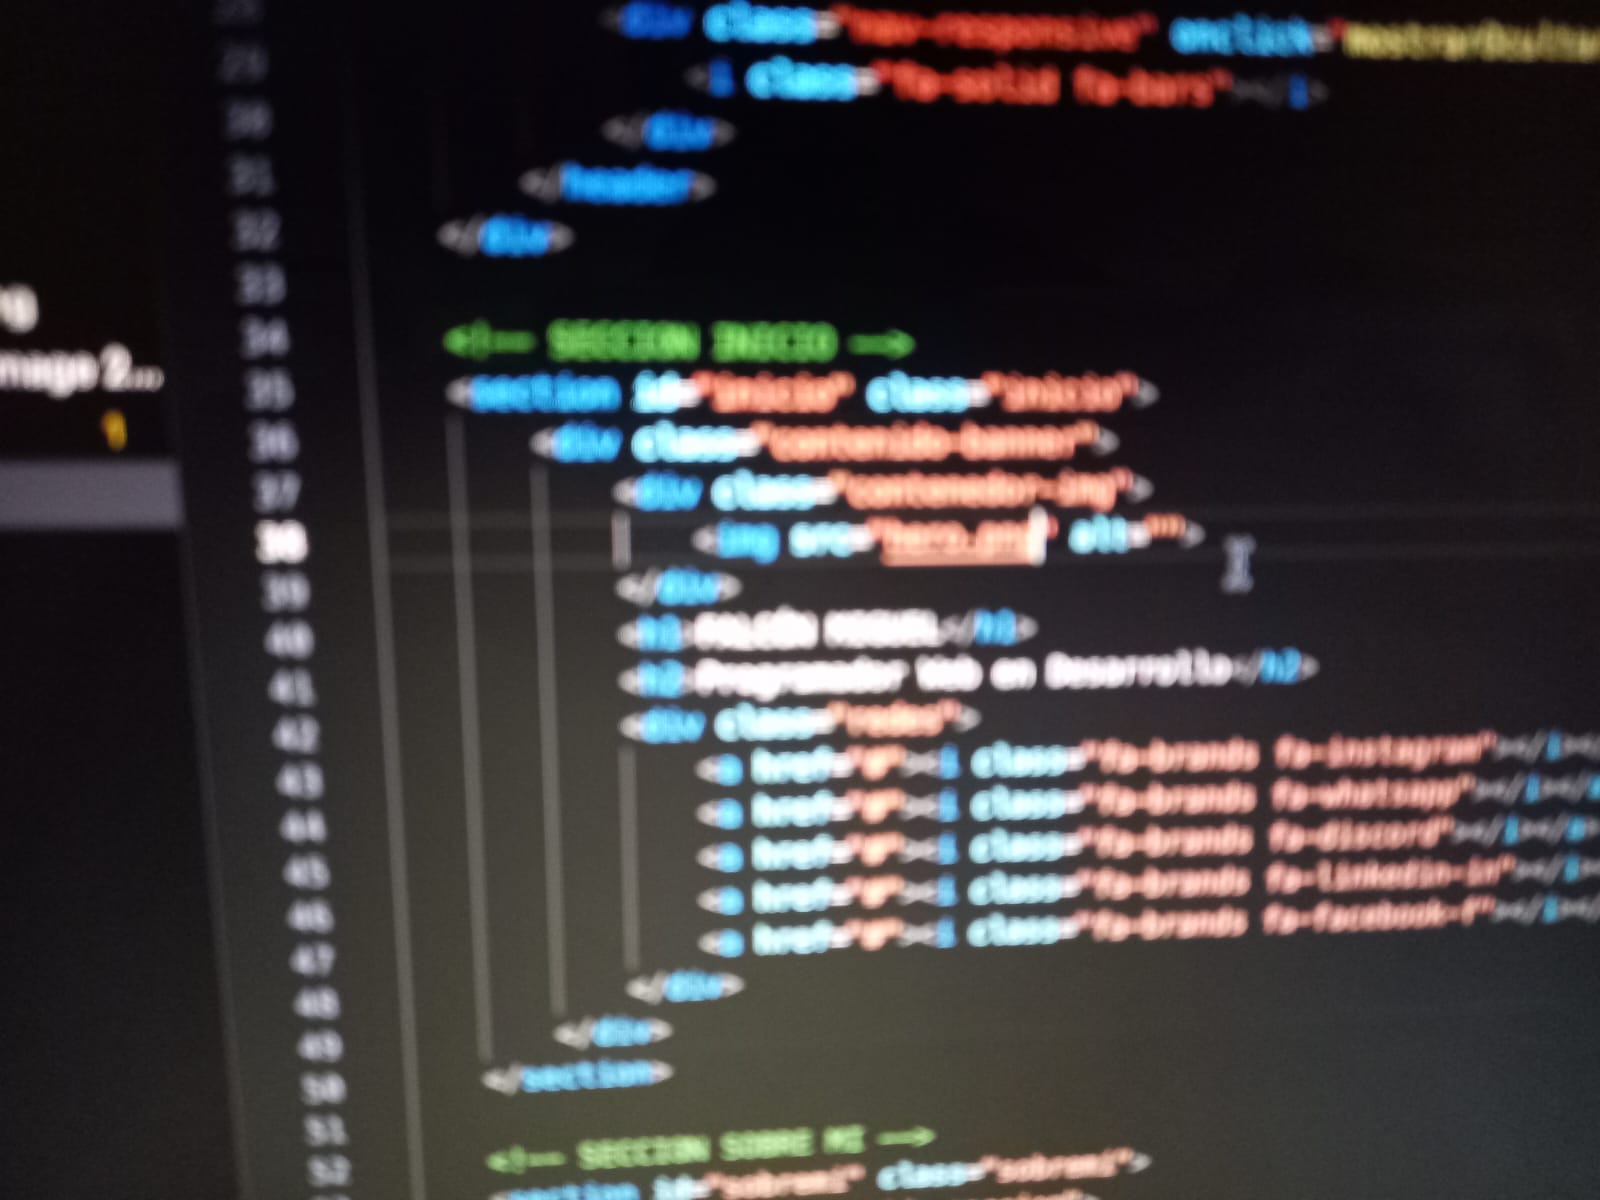 <div class="nav-responsive" onclick="mostrarOcultar
29
<i class="fa-solid fa-bars"></i>
30
</div>
31
</header>
32
</div>
33
34
<!-- SECCION INICIO -->
mage 2...
35
<section id="inicio" class="inicio">
36
<div class="contenido-banner">
37
<div class="contenedor-img">
38
<img src="hero.png" alt="">
39
</div>
40
<h1>FALCÓN MIGUEL</h1>
41
<h2>Programador Web en Desarrollo</h2>
42
<div class="redes">
43
<a href="#"><i class="fa-brands fa-instagram"></i></
44
<a href="#"><i class="fa-brands fa-whatsapp"></i></a
45
<a href="#"><i class="fa-brands fa-discord"></i></a>
46
<a href="#"><i class="fa-brands fa-linkedin-in"></i>
47
<a href="#"><i class="fa-brands fa-facebook-f"></i></
48
</div>
49
</div>
50
</section>
51
52
<!-- SECCION SOBRE MI -->
<section id="sobremi" class="sobremi">